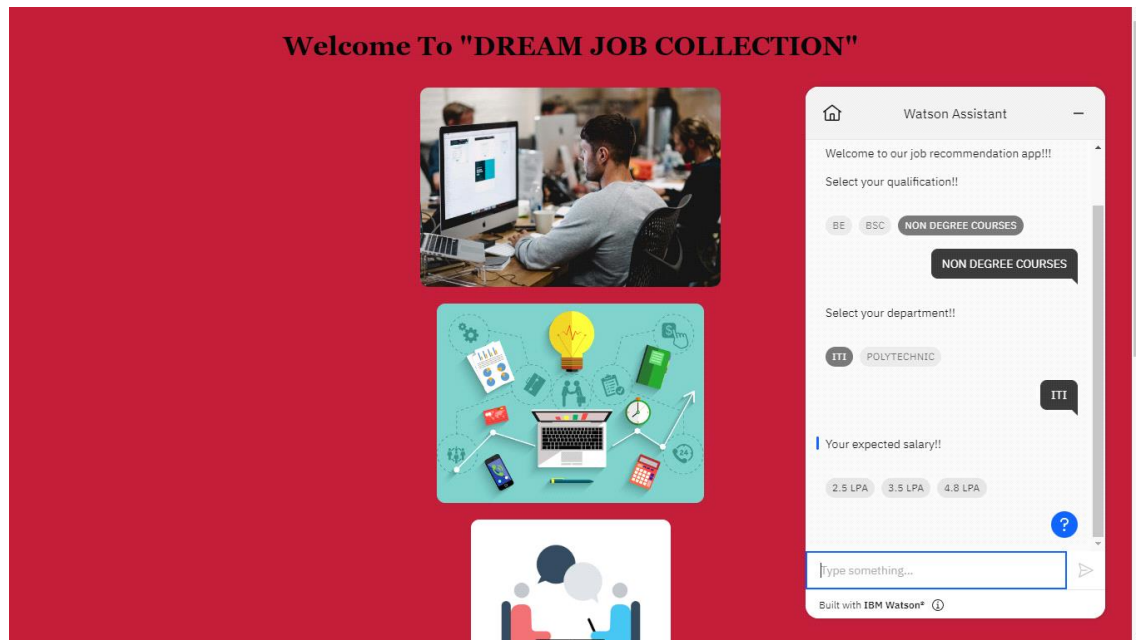 Welcome To "DREAM JOB COLLECTION"
Watson Assistant
Welcome to our job recommendation app!!!
Select your qualification!!
BE BSC NON DEGREE COURSES
NON DEGREE COURSES
Select your department!!
ITI POLYTECHNIC
ITI
Your expected salary!!
2.5 LPA 3.5 LPA 4.8 LPA
?
Type something...
Built with IBM Watson®
24
$